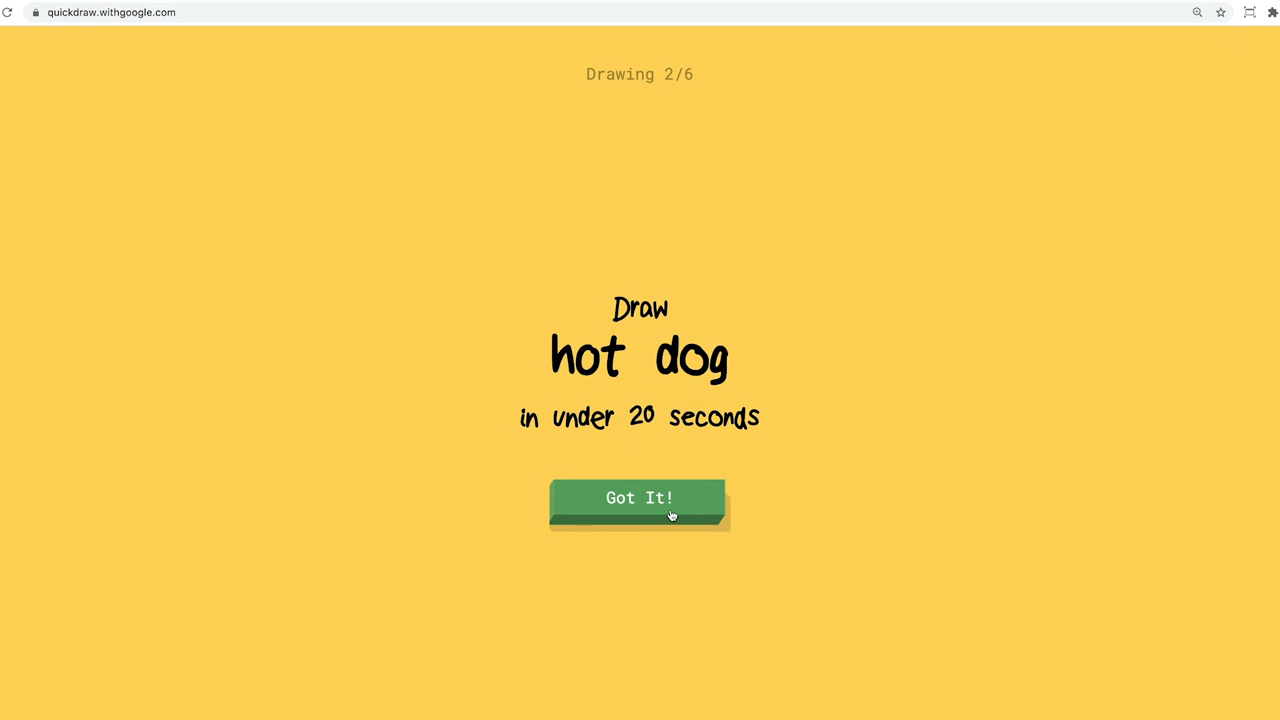 quickdraw.withgoogle.com
Drawing 2/6
Draw
hot dog
in under 20 seconds
Got It!